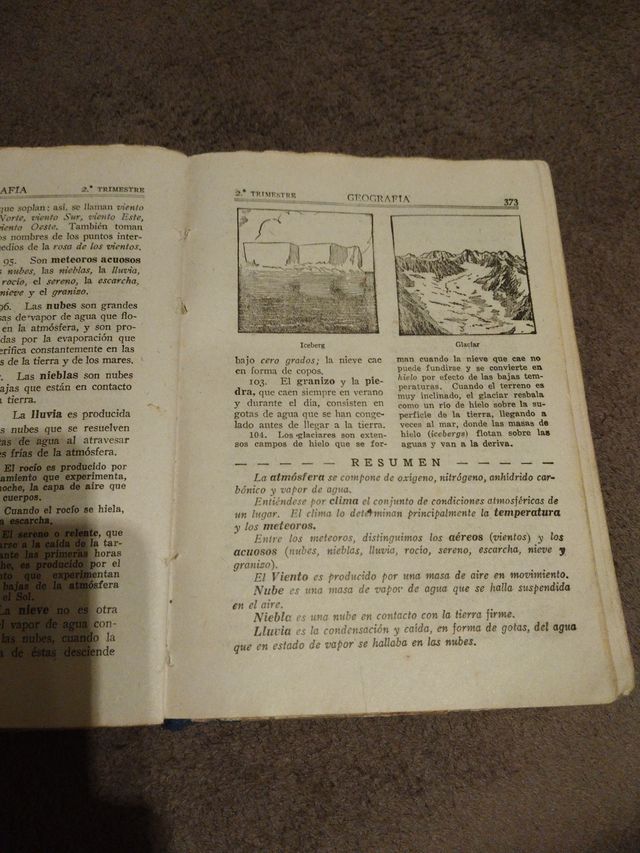 AFIA 2.º TRIMESTRE
que soplan: así, se llaman viento
Norte, viento Sur, viento Este,
viento Oeste. También toman
os nombres de los puntos inter-
medios de la rosa de los vientos.
95. Son meteoros acuosos
s nubes, las nieblas, la lluvia,
rocío, el sereno, la escarcha,
nieve y el granizo.
96. Las nubes son grandes
sas de vapor de agua que flo-
en la atmósfera, y son pro-
das por la evaporación que
erifica constantemente en las
s de la tierra y de los mares.
Las nieblas son nubes
bajas que están en contacto
tierra.
La lluvia es producida
s nubes que se resuelven
tas de agua al atravesar
es frías de la atmósfera.
El rocío es producido por
iamiento que experimenta,
noche, la capa de aire que
cuerpos.
Cuando el rocío se hiela,
a escarcha.
El sereno o relente, que
arse a la caída de la tar-
ante las primeras horas
he, es producido por el
nto que experimentan
bajas de la atmósfera
el Sol.
La nieve no es otra
l vapor de agua con-
las nubes, cuando la
a de éstas desciende
2.º TRIMESTRE GEOGRAFÍA 373
Iceberg
Glaciar
bajo cero grados; la nieve cae
en forma de copos.
103. El granizo y la pie-
dra, que caen siempre en verano
y durante el día, consisten en
gotas de agua que se han conge-
lado antes de llegar a la tierra.
104. Los glaciares son exten-
sos campos de hielo que se for-
man cuando la nieve que cae no
puede fundirse y se convierte en
hielo por efecto de las bajas tem-
peraturas. Cuando el terreno es
muy inclinado, el glaciar resbala
como un río de hielo sobre la su-
perficie de la tierra, llegando a
veces al mar, donde las masas de
hielo (icebergs) flotan sobre las
aguas y van a la deriva.
RESUMEN
La atmósfera se compone de oxígeno, nitrógeno, anhídrido car-
bónico y vapor de agua.
Entiéndese por clima el conjunto de condiciones atmosféricas de
un lugar. El clima lo determinan principalmente la temperatura
y los meteoros.
Entre los meteoros, distinguimos los aéreos (vientos) y los
acuosos (nubes, nieblas, lluvia, rocío, sereno, escarcha, nieve y
granizo).
El Viento es producido por una masa de aire en movimiento.
Nube es una masa de vapor de agua que se halla suspendida
en el aire.
Niebla es una nube en contacto con la tierra firme.
Lluvia es la condensación y caída, en forma de gotas, del agua
que en estado de vapor se hallaba en las nubes.